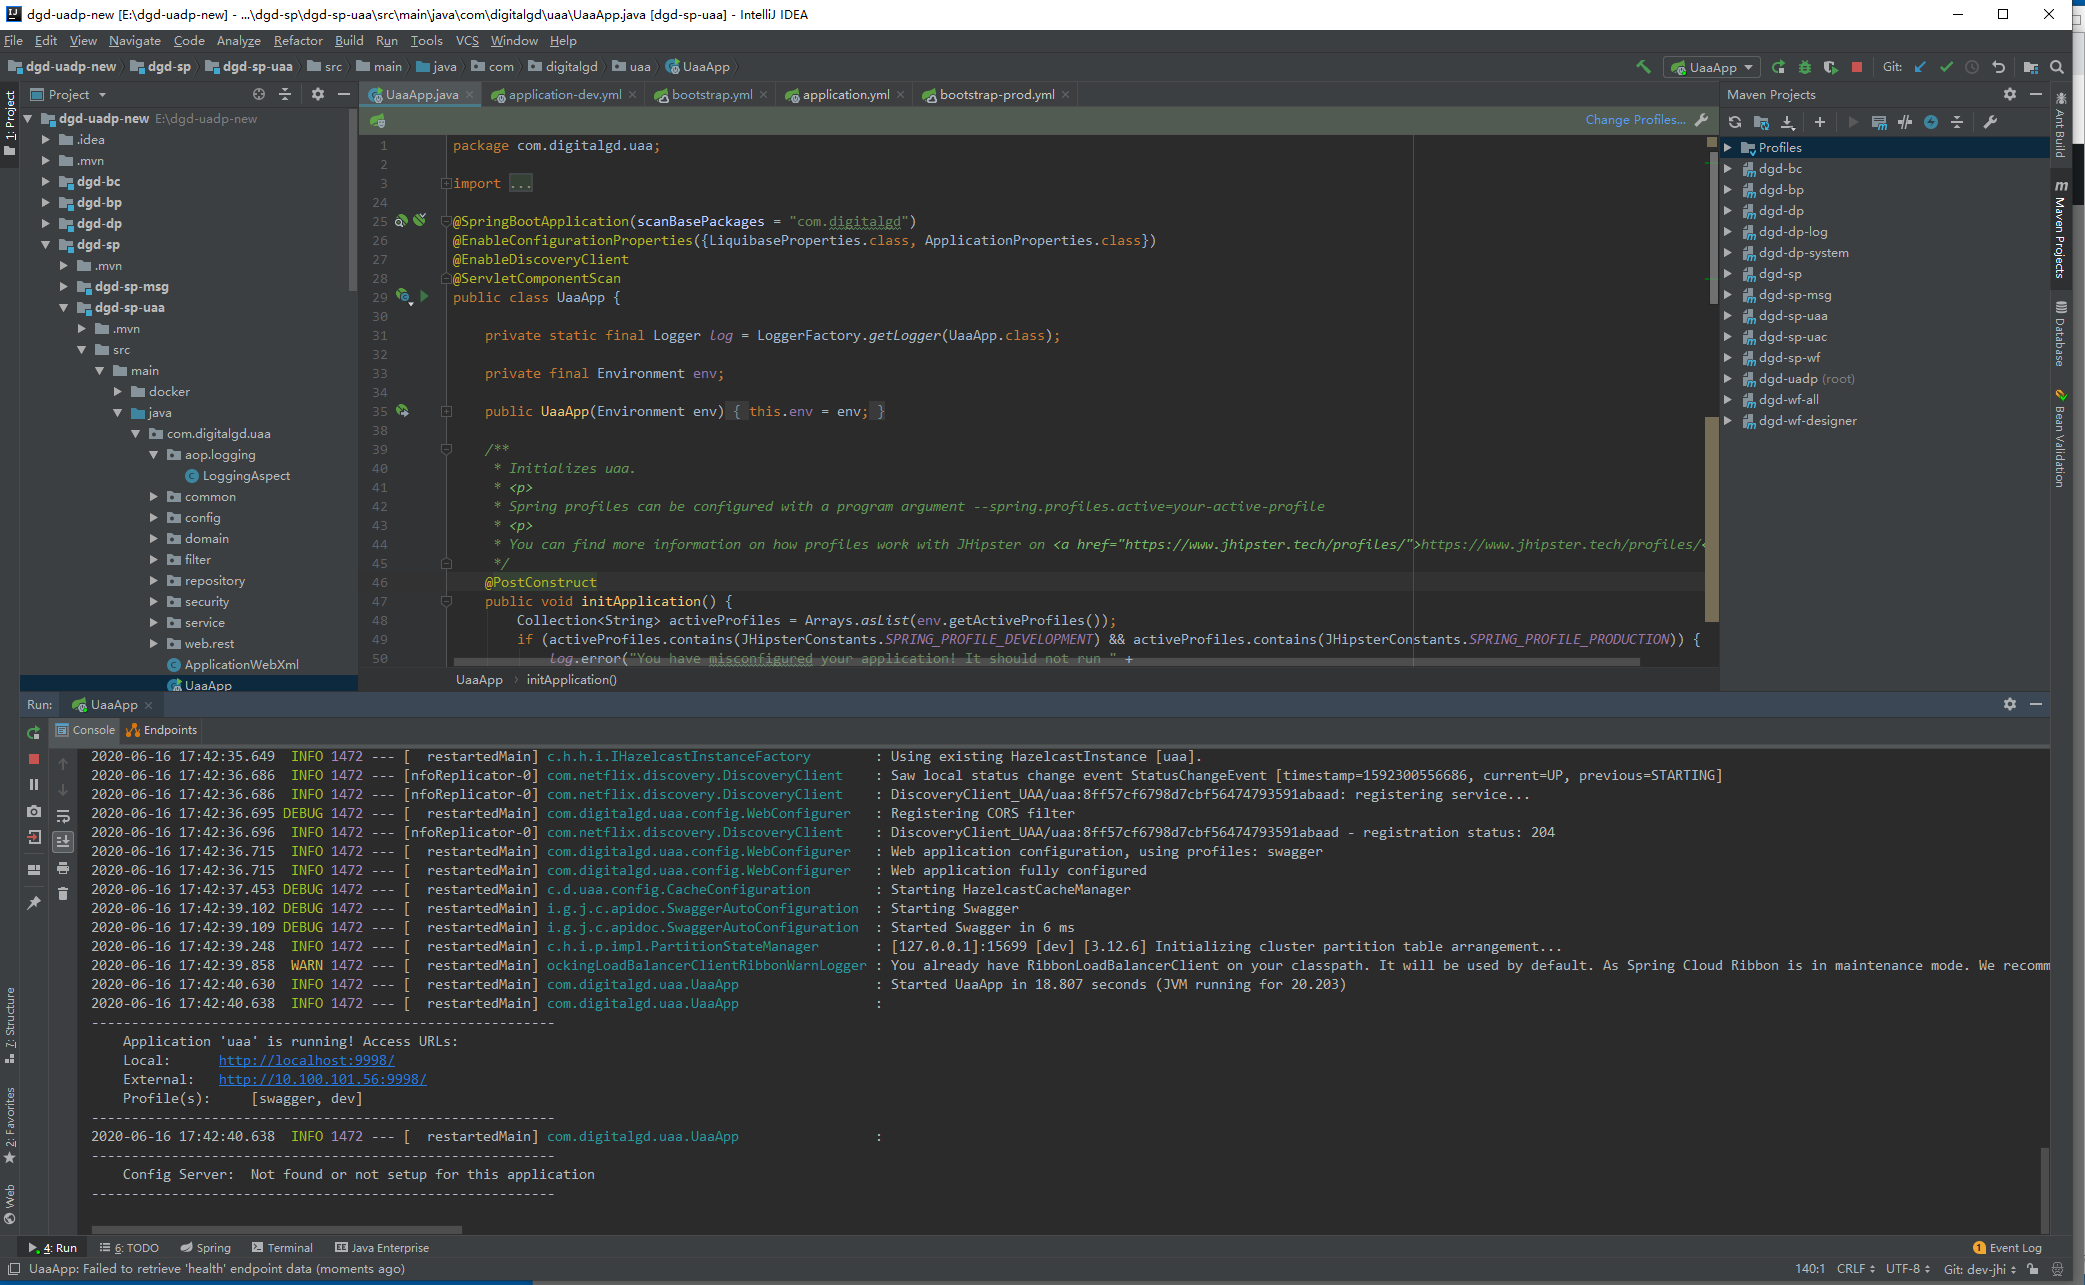 dgd-uadp-new [E:\dgd-uadp-new] - ...\dgd-sp\dgd-sp-uaa\src\main\java\com\digitalgd\uaa\UaaApp.java [dgd-sp-uaa] - IntelliJ IDEA
File Edit View Navigate Code Analyze Refactor Build Run Tools VCS Window Help
dgd-uadp-new dgd-sp dgd-sp-uaa src main java com digitalgd uaa UaaApp
UaaApp Git:
Project
UaaApp.java application-dev.yml bootstrap.yml application.yml bootstrap-prod.yml
Maven Projects
1: Project
dgd-uadp-new E:\dgd-uadp-new
.idea
.mvn
dgd-bc
dgd-bp
dgd-dp
dgd-sp
.mvn
dgd-sp-msg
dgd-sp-uaa
.mvn
src
main
docker
java
com.digitalgd.uaa
aop.logging
LoggingAspect
common
config
domain
filter
repository
security
service
web.rest
ApplicationWebXml
UaaApp
Change Profiles...
1 package com.digitalgd.uaa;
2
3 import ...
24
25 @SpringBootApplication(scanBasePackages = "com.digitalgd")
26 @EnableConfigurationProperties({LiquibaseProperties.class, ApplicationProperties.class})
27 @EnableDiscoveryClient
28 @ServletComponentScan
29 public class UaaApp {
30
31 private static final Logger log = LoggerFactory.getLogger(UaaApp.class);
32
33 private final Environment env;
34
35 public UaaApp(Environment env) { this.env = env; }
38
39 /**
40 * Initializes uaa.
41 * <p>
42 * Spring profiles can be configured with a program argument --spring.profiles.active=your-active-profile
43 * <p>
44 * You can find more information on how profiles work with JHipster on <a href="https://www.jhipster.tech/profiles/">https://www.jhipster.tech/profiles/<
45 */
46 @PostConstruct
47 public void initApplication() {
48 Collection<String> activeProfiles = Arrays.asList(env.getActiveProfiles());
49 if (activeProfiles.contains(JHipsterConstants.SPRING_PROFILE_DEVELOPMENT) && activeProfiles.contains(JHipsterConstants.SPRING_PROFILE_PRODUCTION)) {
50 log.error("You have misconfigured your application! It should not run " +
UaaApp initApplication()
Profiles
dgd-bc
dgd-bp
dgd-dp
dgd-dp-log
dgd-dp-system
dgd-sp
dgd-sp-msg
dgd-sp-uaa
dgd-sp-uac
dgd-sp-wf
dgd-uadp (root)
dgd-wf-all
dgd-wf-designer
Ant Build
Maven Projects
Database
Bean Validation
Run: UaaApp
Console Endpoints
2020-06-16 17:42:35.649 INFO 1472 --- [ restartedMain] c.h.h.i.IHazelcastInstanceFactory : Using existing HazelcastInstance [uaa].
2020-06-16 17:42:36.686 INFO 1472 --- [nfoReplicator-0] com.netflix.discovery.DiscoveryClient : Saw local status change event StatusChangeEvent [timestamp=1592300556686, current=UP, previous=STARTING]
2020-06-16 17:42:36.686 INFO 1472 --- [nfoReplicator-0] com.netflix.discovery.DiscoveryClient : DiscoveryClient_UAA/uaa:8ff57cf6798d7cbf56474793591abaad: registering service...
2020-06-16 17:42:36.695 DEBUG 1472 --- [ restartedMain] com.digitalgd.uaa.config.WebConfigurer : Registering CORS filter
2020-06-16 17:42:36.696 INFO 1472 --- [nfoReplicator-0] com.netflix.discovery.DiscoveryClient : DiscoveryClient_UAA/uaa:8ff57cf6798d7cbf56474793591abaad - registration status: 204
2020-06-16 17:42:36.715 INFO 1472 --- [ restartedMain] com.digitalgd.uaa.config.WebConfigurer : Web application configuration, using profiles: swagger
2020-06-16 17:42:36.715 INFO 1472 --- [ restartedMain] com.digitalgd.uaa.config.WebConfigurer : Web application fully configured
2020-06-16 17:42:37.453 DEBUG 1472 --- [ restartedMain] c.d.uaa.config.CacheConfiguration : Starting HazelcastCacheManager
2020-06-16 17:42:39.102 DEBUG 1472 --- [ restartedMain] i.g.j.c.apidoc.SwaggerAutoConfiguration : Starting Swagger
2020-06-16 17:42:39.109 DEBUG 1472 --- [ restartedMain] i.g.j.c.apidoc.SwaggerAutoConfiguration : Started Swagger in 6 ms
2020-06-16 17:42:39.248 INFO 1472 --- [ restartedMain] c.h.i.p.impl.PartitionStateManager : [127.0.0.1]:15699 [dev] [3.12.6] Initializing cluster partition table arrangement...
2020-06-16 17:42:39.858 WARN 1472 --- [ restartedMain] ockingLoadBalancerClientRibbonWarnLogger : You already have RibbonLoadBalancerClient on your classpath. It will be used by default. As Spring Cloud Ribbon is in maintenance mode. We recomm
2020-06-16 17:42:40.630 INFO 1472 --- [ restartedMain] com.digitalgd.uaa.UaaApp : Started UaaApp in 18.807 seconds (JVM running for 20.203)
2020-06-16 17:42:40.638 INFO 1472 --- [ restartedMain] com.digitalgd.uaa.UaaApp :
----------------------------------------------------------
Application 'uaa' is running! Access URLs:
Local: http://localhost:9998/
External: http://10.100.101.56:9998/
Profile(s): [swagger, dev]
----------------------------------------------------------
2020-06-16 17:42:40.638 INFO 1472 --- [ restartedMain] com.digitalgd.uaa.UaaApp :
----------------------------------------------------------
Config Server: Not found or not setup for this application
----------------------------------------------------------
7: Structure
2: Favorites
Web
4: Run 6: TODO Spring Terminal Java Enterprise 1 Event Log
UaaApp: Failed to retrieve 'health' endpoint data (moments ago) 140:1 CRLF UTF-8 Git: dev-jhi